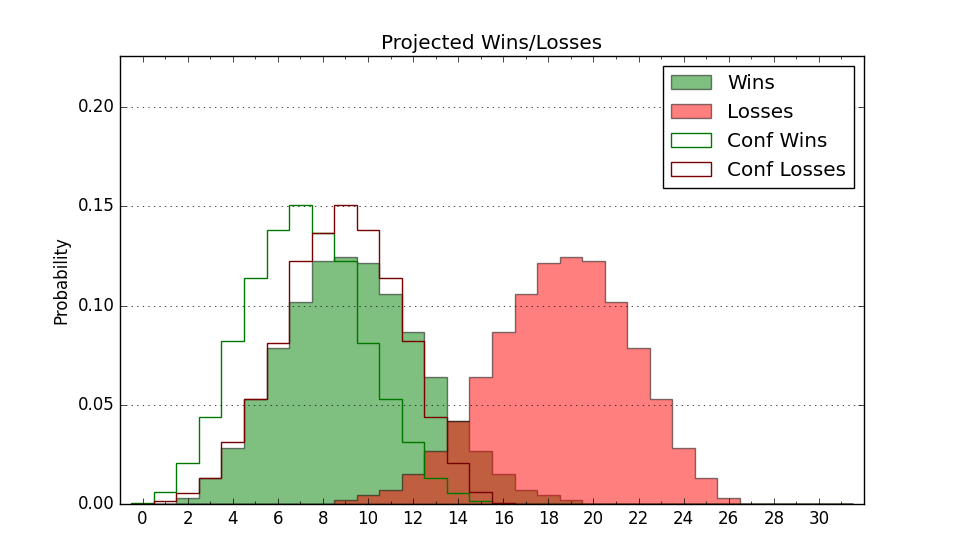 Projected Wins/Losses
Wins
Losses
Conf Wins
Conf Losses
Probability
0.20
0.15
0.10
0.05
0.00
0 2 4 6 8 10 12 14 16 18 20 22 24 26 28 30